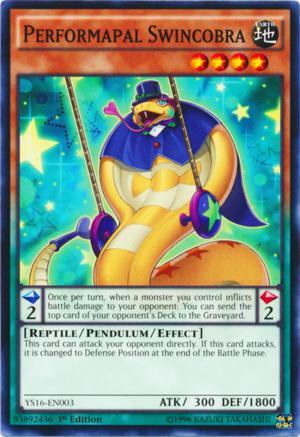 PERFORMAPAL SWINCOBRA
EARTH
地
Once per turn, when a monster you control inflicts
battle damage to your opponent: You can send the
top card of your opponent's Deck to the Graveyard.
2
2
[REPTILE/PENDULUM/EFFECT]
This card can attack your opponent directly. If this card attacks,
it is changed to Defense Position at the end of the Battle Phase.
YS16-EN003
ATK/ 300 DEF/1800
93892436
1ST Edition
©1996 KAZUKI TAKAHASHI